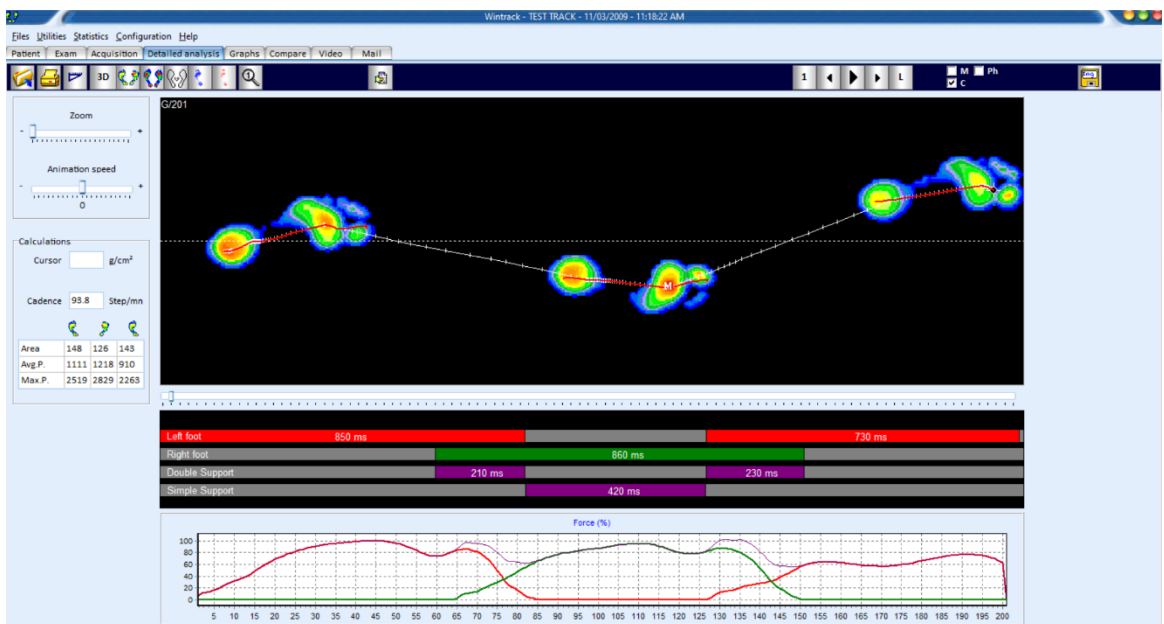 Wintrack - TEST TRACK - 11/03/2009 - 11:18:22 AM
Files Utilities Statistics Configuration Help
Patient Exam Acquisition Detailed analysis Graphs Compare Video Mail
3D 1 1 L M Ph
C
G/201
Zoom
- +
Animation speed
- +
0
Calculations
Cursor g/cm²
Cadence 93.8 Step/mn
Area 148 126 143
Avg.P. 1111 1218 910
Max.P. 2519 2829 2263
M
Left foot 850 ms 730 ms
Right foot 860 ms
Double Support 210 ms 230 ms
Simple Support 420 ms
Force (%)
100
80
60
40
20
0
5 10 15 20 25 30 35 40 45 50 55 60 65 70 75 80 85 90 95 100 105 110 115 120 125 130 135 140 145 150 155 160 165 170 175 180 185 190 195 200